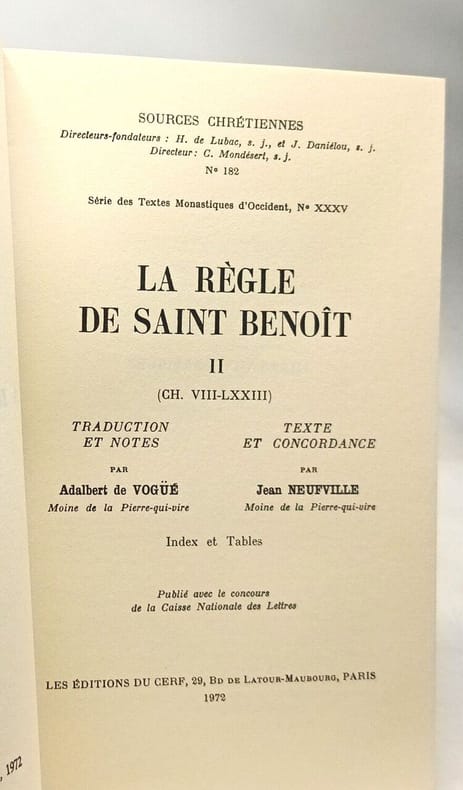 SOURCES CHRÉTIENNES
Directeurs-fondateurs : H. de Lubac, s. j., et J. Daniélou, s. j.
Directeur: C. Mondésert, s. j.
Nº 182
Série des Textes Monastiques d'Occident, Nº XXXV
LA RÈGLE
DE SAINT BENOÎT
II
(CH. VIII-LXXIII)
TRADUCTION
ET NOTES
PAR
Adalbert de VOGÜÉ
Moine de la Pierre-qui-vire
TEXTE
ET CONCORDANCE
PAR
Jean NEUFVILLE
Moine de la Pierre-qui-vire
Index et Tables
Publié avec le concours
de la Caisse Nationale des Lettres
LES ÉDITIONS DU CERF, 29, BD DE LATOUR-MAUBOURG, PARIS
1972
, 1972